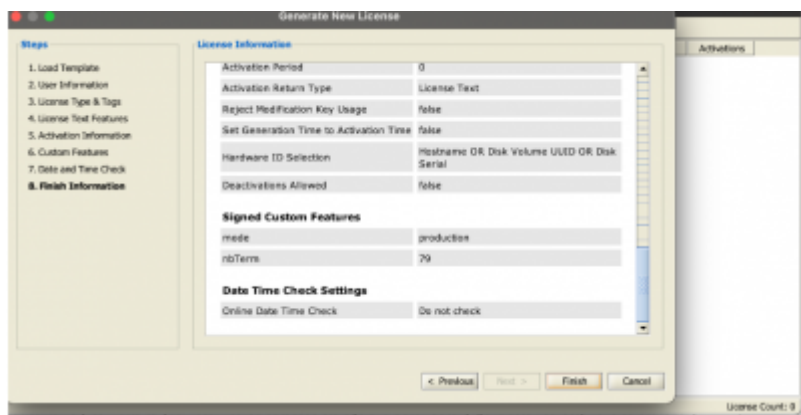 Generate New License
Steps
1. Load Template
2. User Information
3. License Type & Tags
4. License Text Features
5. Activation Information
6. Custom Features
7. Date and Time Check
8. Finish Information
License Information
Activation Period 0
Activation Return Type License Text
Reject Modification Key Usage false
Set Generation Time to Activation Time false
Hardware ID Selection Hostname OR Disk Volume UUID OR Disk
Serial
Deactivations Allowed false
Signed Custom Features
mode production
nbTerm 79
Date Time Check Settings
Online Date Time Check Do not check
< Previous Next > Finish Cancel
Activations
License Count: 0